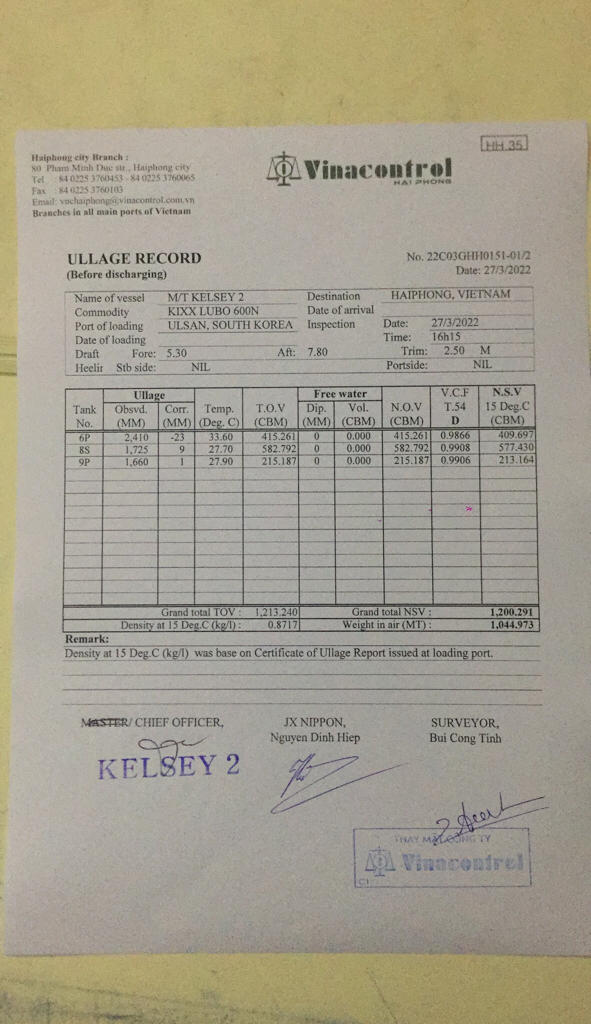 HH.35
Haiphong city Branch :
80 Pham Minh Duc str., Haiphong city
Tel 84 0225 3760453 - 84 0225 3760065
Fax 84 0225 3760103
Email: vnchaiphong@vinacontrol.com.vn
Branches in all main ports of Vietnam
Vinacontrol
HAI PHONG
ULLAGE RECORD
(Before discharging)
No. 22C03GHH0151-01/2
Date: 27/3/2022
Name of vessel M/T KELSEY 2 Destination HAIPHONG, VIETNAM
Commodity KIXX LUBO 600N Date of arrival
Port of loading ULSAN, SOUTH KOREA Inspection Date: 27/3/2022
Date of loading Time: 16h15
Draft Fore: 5.30 Aft: 7.80 Trim: 2.50 M
Heelir Stb side: NIL Portside: NIL
Ullage Free water V.C.F N.S.V
Tank Obsvd. Corr. Temp. T.O.V Dip. Vol. N.O.V T.54 15 Deg.C
No. (MM) (MM) (Deg. C) (CBM) (MM) (CBM) (CBM) D (CBM)
6P 2,410 -23 33.60 415.261 0 0.000 415.261 0.9866 409.697
8S 1,725 9 27.70 582.792 0 0.000 582.792 0.9908 577.430
9P 1,660 1 27.90 215.187 0 0.000 215.187 0.9906 213.164
Grand total TOV : 1,213.240 Grand total NSV : 1,200.291
Density at 15 Deg.C (kg/l) : 0.8717 Weight in air (MT) : 1,044.973
Remark:
Density at 15 Deg.C (kg/l) was base on Certificate of Ullage Report issued at loading port.
MASTER/ CHIEF OFFICER, JX NIPPON, SURVEYOR,
Nguyen Dinh Hiep Bui Cong Tinh
KELSEY 2
THAY MẶT CÔNG TY
Vinacontrol
C1